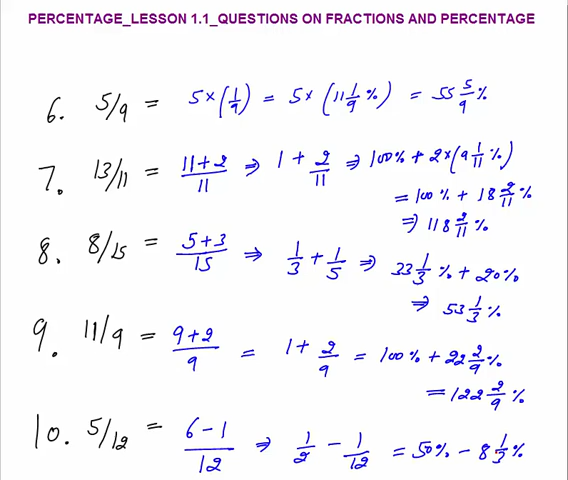 PERCENTAGE_LESSON 1.1_QUESTIONS ON FRACTIONS AND PERCENTAGE
6. 5/9 = 5×(1/9) = 5×(11 1/9 %) = 55 5/9 %
7. 13/11 = (11+2)/11 ⇒ 1 + 2/11 ⇒ 100% + 2×(9 1/11 %)
= 100% + 18 2/11 %
⇒ 118 2/11 %
8. 8/15 = (5+3)/15 ⇒ 1/3 + 1/5 ⇒ 33 1/3 % + 20%
⇒ 53 1/3 %
9. 11/9 = (9+2)/9 = 1 + 2/9 = 100% + 22 2/9 %
= 122 2/9 %
10. 5/12 = (6-1)/12 ⇒ 1/2 - 1/12 = 50% - 8 1/3 %